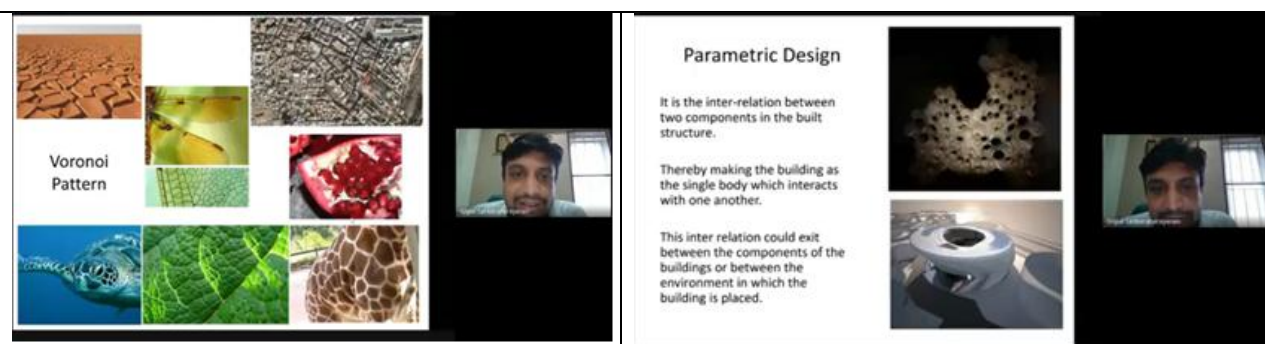 Voronoi
Pattern
Parametric Design
It is the inter-relation between
two components in the built
structure.
Thereby making the building as
the single body which interacts
with one another.
This inter relation could exit
between the components of the
buildings or between the
environment in which the
building is placed.